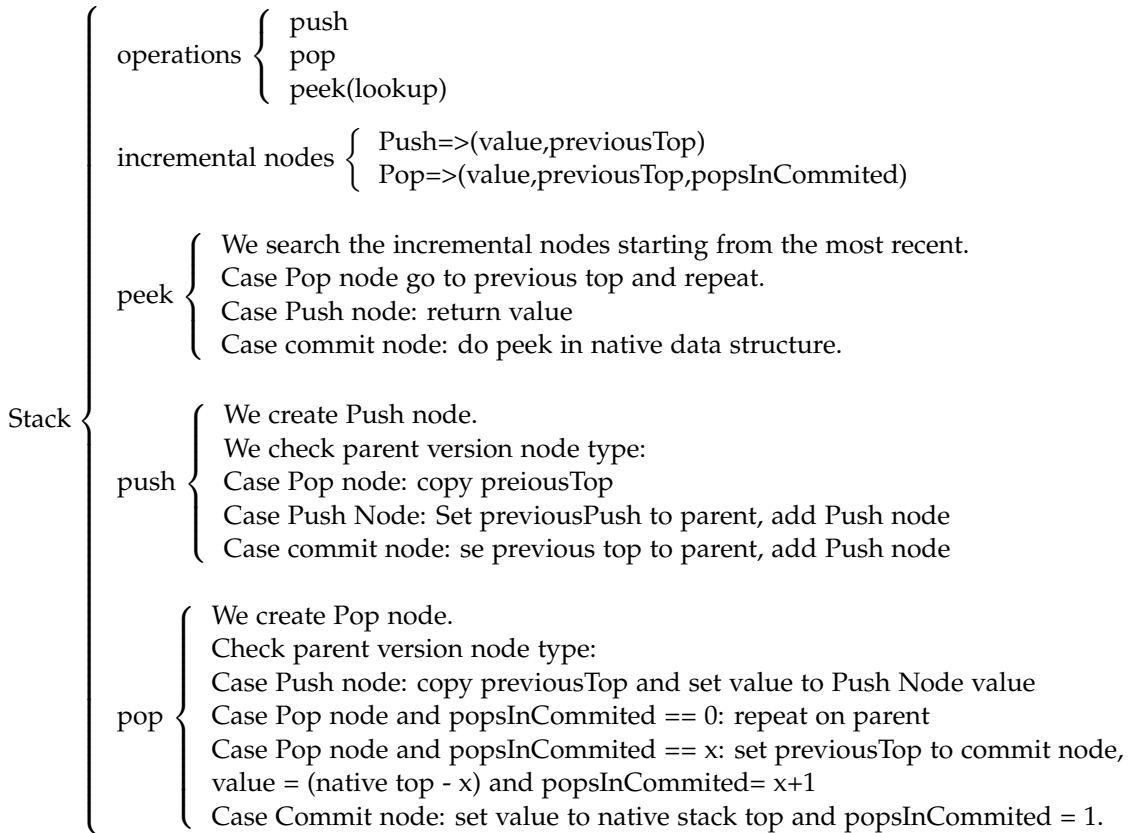 Stack
operations
push
pop
peek(lookup)
incremental nodes
Push=>(value,previousTop)
Pop=>(value,previousTop,popsInCommited)
peek
We search the incremental nodes starting from the most recent.
Case Pop node go to previous top and repeat.
Case Push node: return value
Case commit node: do peek in native data structure.
push
We create Push node.
We check parent version node type:
Case Pop node: copy preiousTop
Case Push Node: Set previousPush to parent, add Push node
Case commit node: se previous top to parent, add Push node
pop
We create Pop node.
Check parent version node type:
Case Push node: copy previousTop and set value to Push Node value
Case Pop node and popsInCommited == 0: repeat on parent
Case Pop node and popsInCommited == x: set previousTop to commit node,
value = (native top - x) and popsInCommited= x+1
Case Commit node: set value to native stack top and popsInCommited = 1.